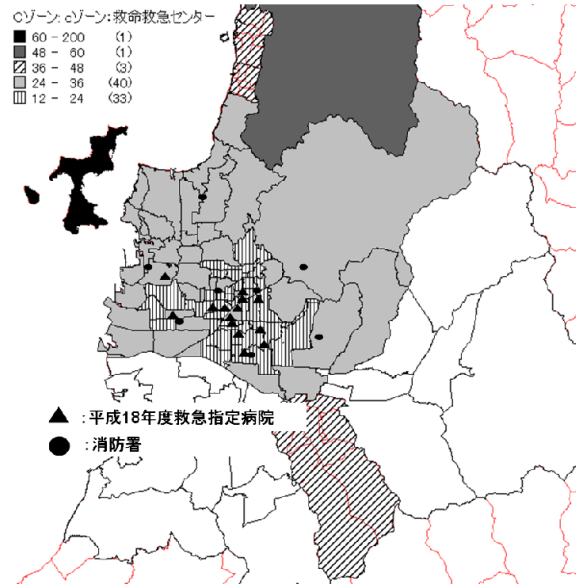 Cゾーン: cゾーン:救命救急センター
60 - 200 (1)
48 - 60 (1)
36 - 48 (3)
24 - 36 (40)
12 - 24 (33)
:平成18年度救急指定病院
:消防署